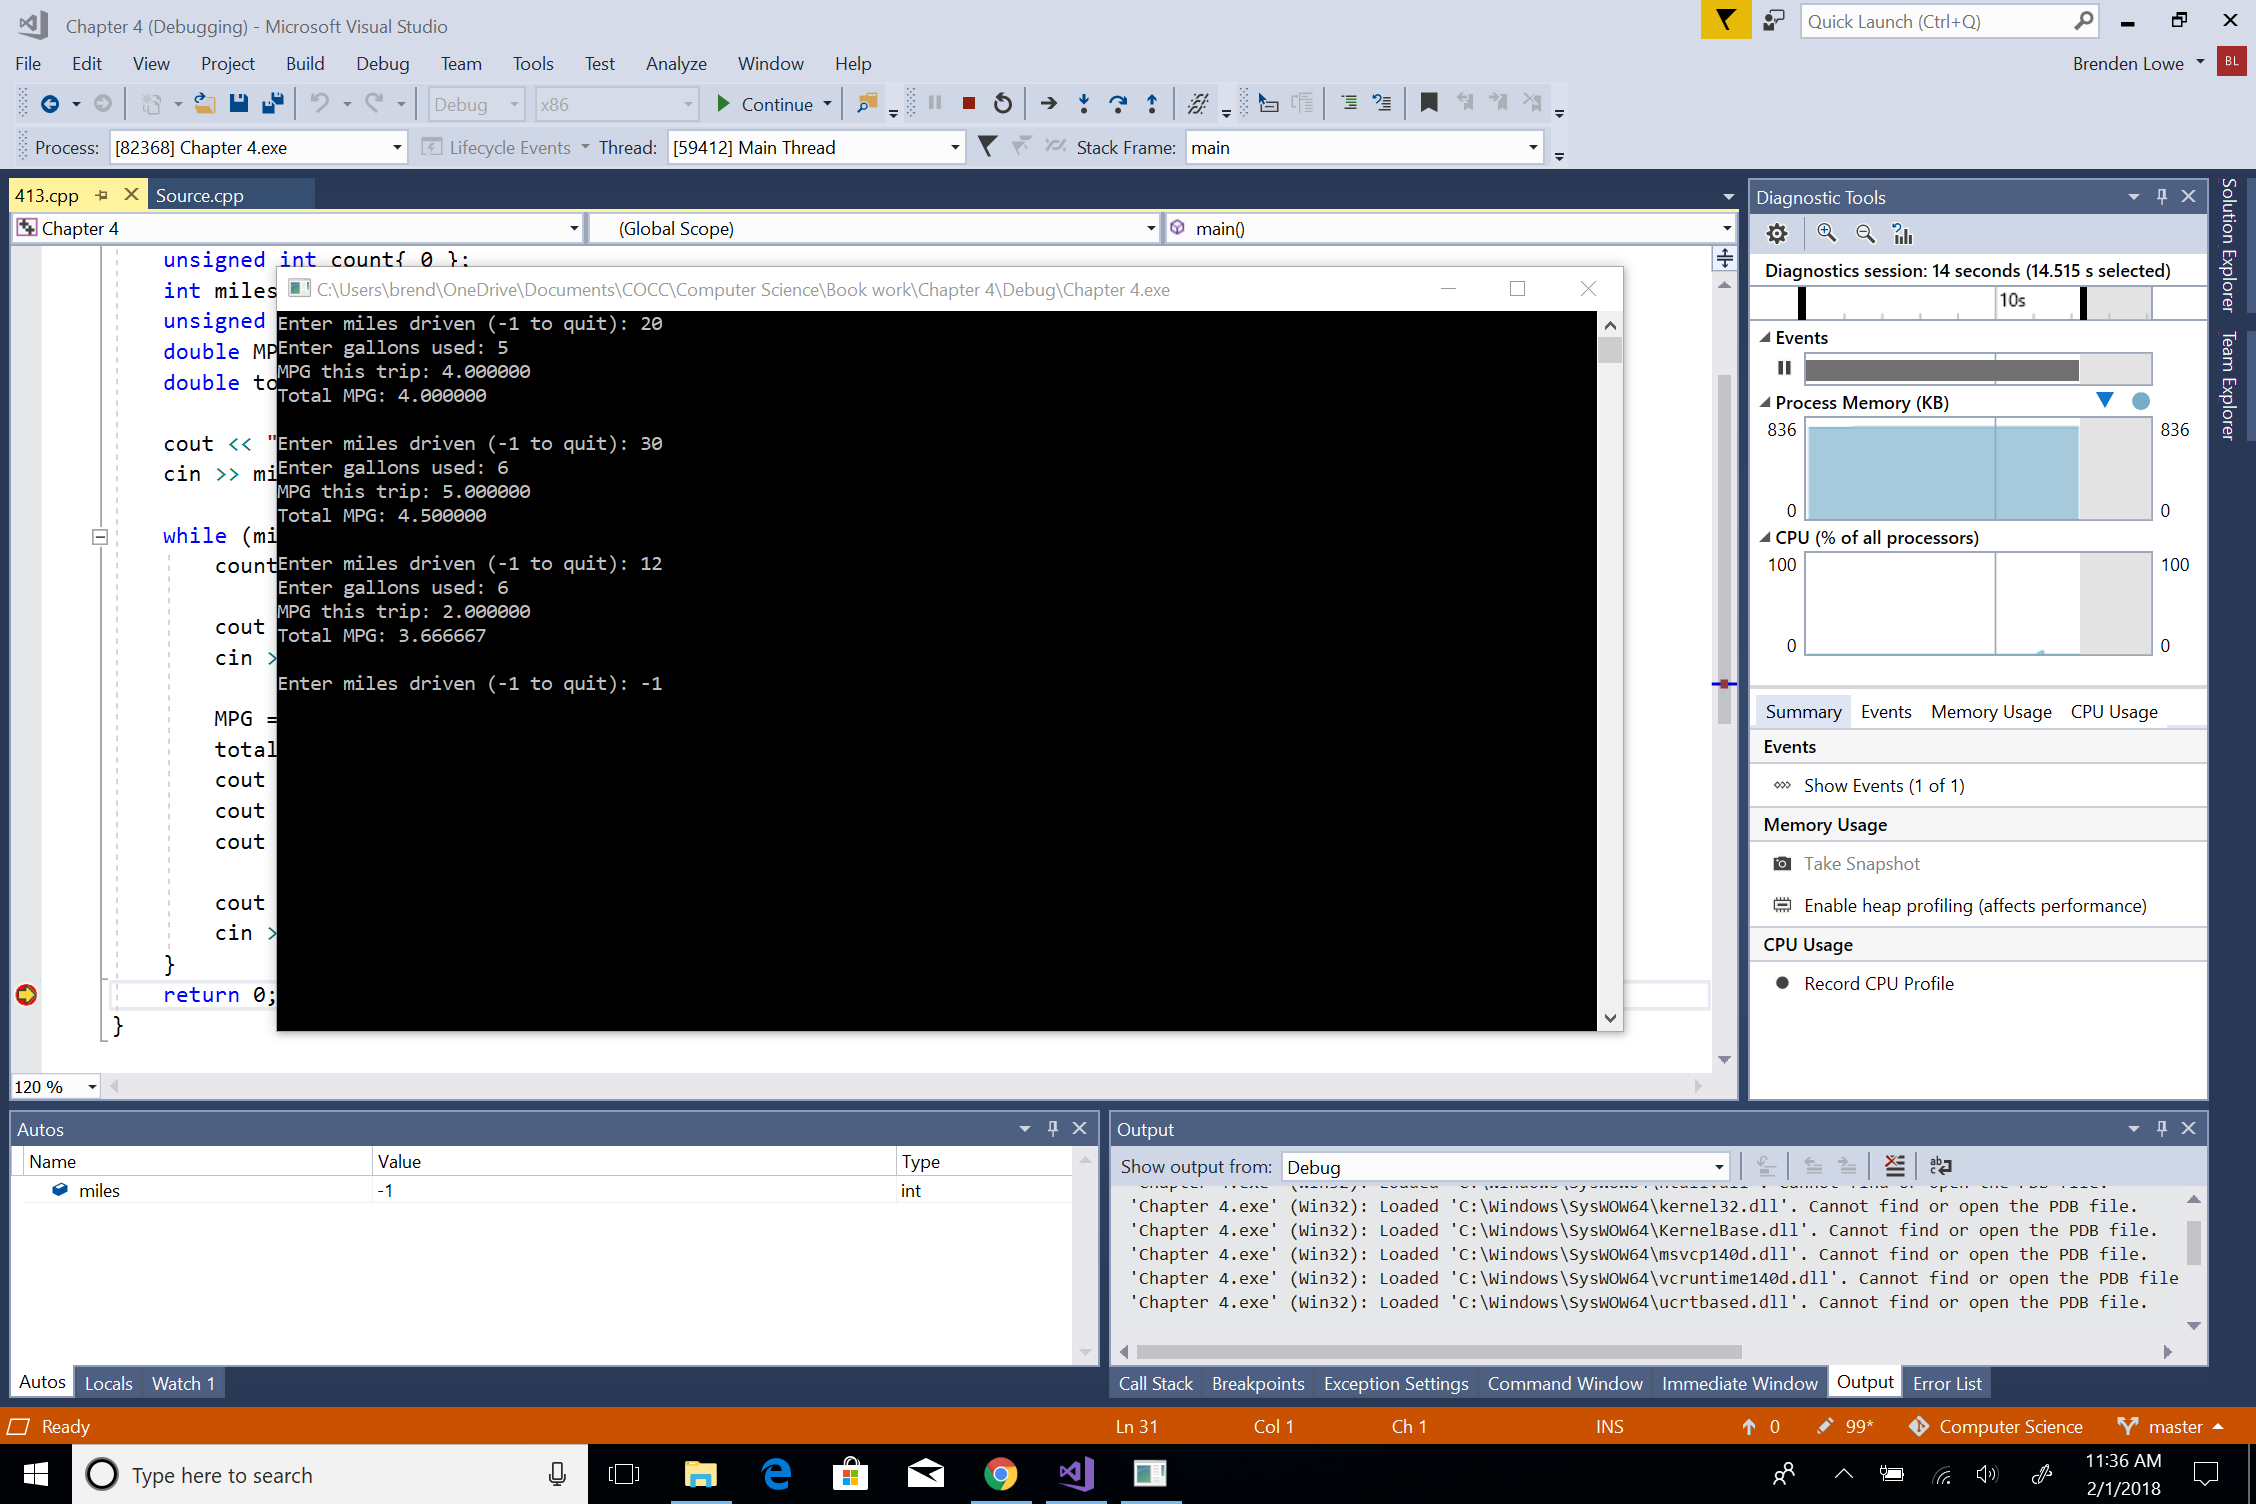 Chapter 4 (Debugging) - Microsoft Visual Studio
Quick Launch (Ctrl+Q)
File Edit View Project Build Debug Team Tools Test Analyze Window Help
Brenden Lowe BL
Debug x86 Continue
Process: [82368] Chapter 4.exe Lifecycle Events Thread: [59412] Main Thread Stack Frame: main
413.cpp Source.cpp
Chapter 4 (Global Scope) main()
unsigned int count{ 0 };
int miles
unsigned
double MP
double to
cout << "
cin >> mi
while (mi
count
cout
cin >
MPG =
total
cout
cout
cout
cout
cin >
}
return 0;
}
C:\Users\brend\OneDrive\Documents\COCC\Computer Science\Book work\Chapter 4\Debug\Chapter 4.exe
Enter miles driven (-1 to quit): 20
Enter gallons used: 5
MPG this trip: 4.000000
Total MPG: 4.000000
Enter miles driven (-1 to quit): 30
Enter gallons used: 6
MPG this trip: 5.000000
Total MPG: 4.500000
Enter miles driven (-1 to quit): 12
Enter gallons used: 6
MPG this trip: 2.000000
Total MPG: 3.666667
Enter miles driven (-1 to quit): -1
120 %
Diagnostic Tools
Diagnostics session: 14 seconds (14.515 s selected)
10s
Events
Process Memory (KB)
836 836
0 0
CPU (% of all processors)
100 100
0 0
Summary Events Memory Usage CPU Usage
Events
Show Events (1 of 1)
Memory Usage
Take Snapshot
Enable heap profiling (affects performance)
CPU Usage
Record CPU Profile
Solution Explorer
Team Explorer
Autos
Name Value Type
miles -1 int
Autos Locals Watch 1
Output
Show output from: Debug
'Chapter 4.exe' (Win32): Loaded 'C:\Windows\SysWOW64\ntdll.dll'. Cannot find or open the PDB file.
'Chapter 4.exe' (Win32): Loaded 'C:\Windows\SysWOW64\kernel32.dll'. Cannot find or open the PDB file.
'Chapter 4.exe' (Win32): Loaded 'C:\Windows\SysWOW64\KernelBase.dll'. Cannot find or open the PDB file.
'Chapter 4.exe' (Win32): Loaded 'C:\Windows\SysWOW64\msvcp140d.dll'. Cannot find or open the PDB file.
'Chapter 4.exe' (Win32): Loaded 'C:\Windows\SysWOW64\vcruntime140d.dll'. Cannot find or open the PDB file
'Chapter 4.exe' (Win32): Loaded 'C:\Windows\SysWOW64\ucrtbased.dll'. Cannot find or open the PDB file.
Call Stack Breakpoints Exception Settings Command Window Immediate Window Output Error List
Ready Ln 31 Col 1 Ch 1 INS 0 99* Computer Science master
Type here to search
11:36 AM
2/1/2018